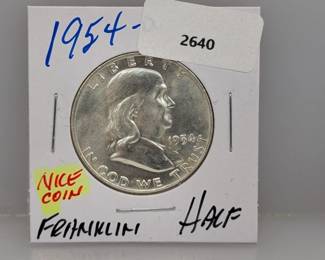 1954-
2640
LIBERTY
1954
IN GOD WE TRUST
NICE
COIN
FRANKLIN HALF